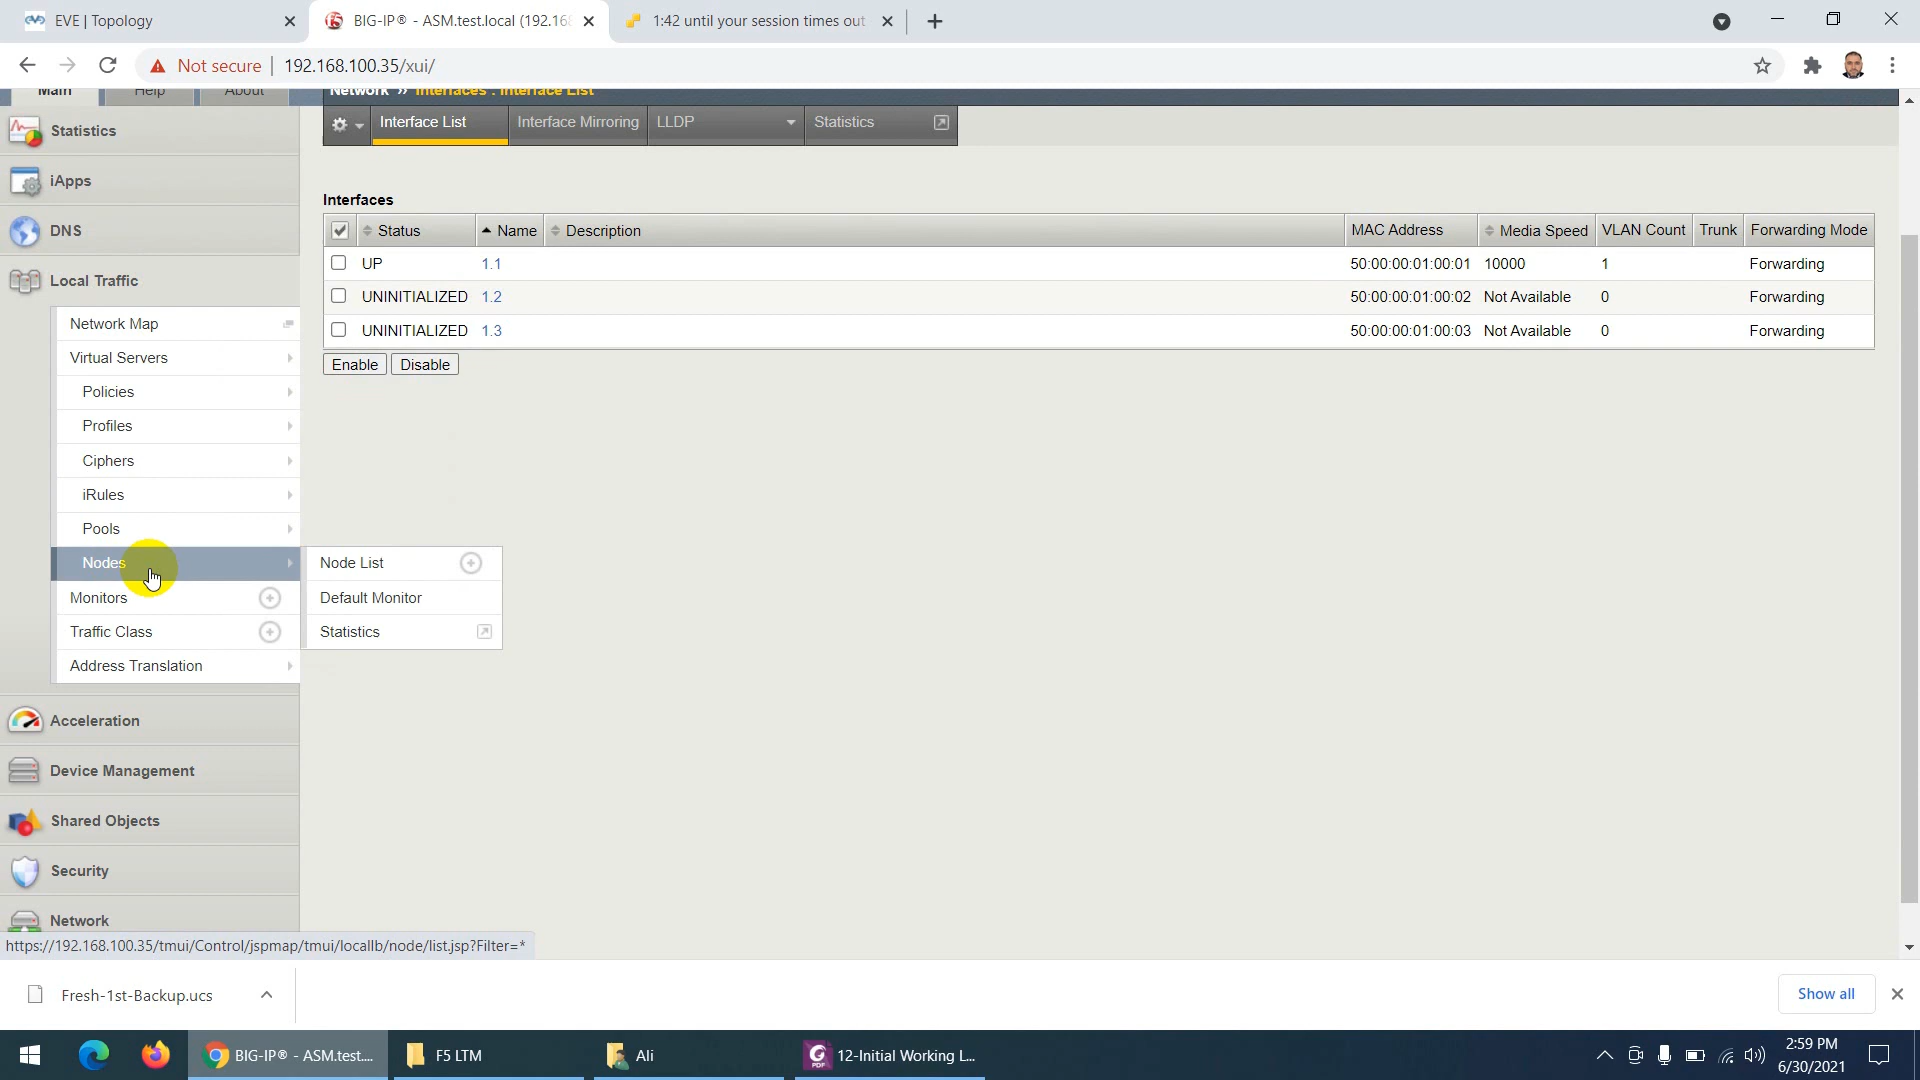 EVE | Topology
BIG-IP® - ASM.test.local (192.16
1:42 until your session times out
Not secure
192.168.100.35/xui/
Main
Help
About
Network » Interfaces : Interface List
Statistics
iApps
DNS
Local Traffic
Network Map
Virtual Servers
Policies
Profiles
Ciphers
iRules
Pools
Nodes
Monitors
Traffic Class
Address Translation
Node List
Default Monitor
Statistics
Acceleration
Device Management
Shared Objects
Security
Network
Interface List
Interface Mirroring
LLDP
Statistics
Interfaces
Status Name Description MAC Address Media Speed VLAN Count Trunk Forwarding Mode
UP 1.1 50:00:00:01:00:01 10000 1 Forwarding
UNINITIALIZED 1.2 50:00:00:01:00:02 Not Available 0 Forwarding
UNINITIALIZED 1.3 50:00:00:01:00:03 Not Available 0 Forwarding
Enable
Disable
https://192.168.100.35/tmui/Control/jspmap/tmui/locallb/node/list.jsp?Filter=*
Fresh-1st-Backup.ucs
Show all
BIG-IP® - ASM.test....
F5 LTM
Ali
PDF
12-Initial Working L...
2:59 PM
6/30/2021